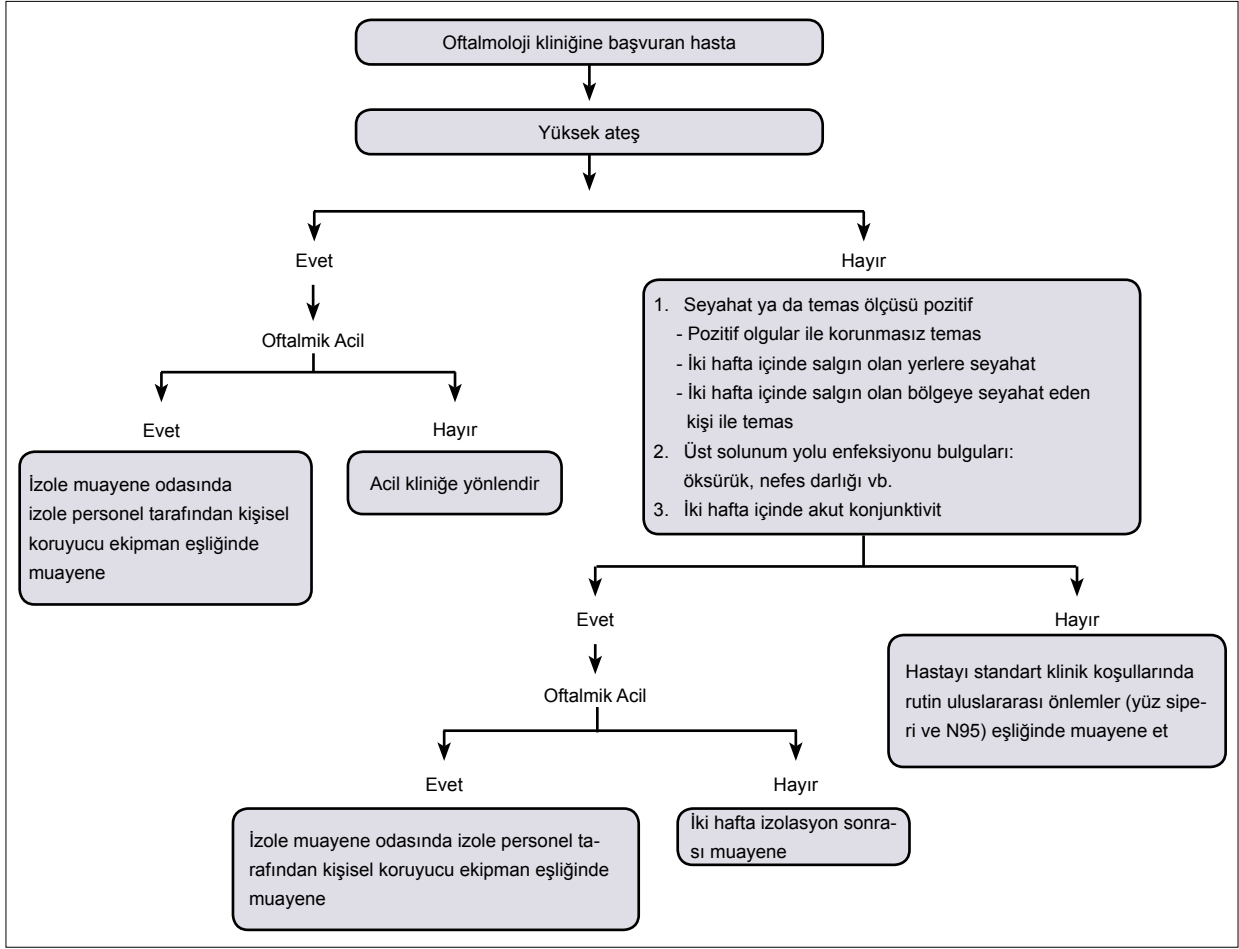 Oftalmoloji kliniğine başvuran hasta
Yüksek ateş
Evet
Hayır
Oftalmik Acil
Evet
Hayır
İzole muayene odasında
izole personel tarafından kişisel
koruyucu ekipman eşliğinde
muayene
Acil kliniğe yönlendir
1. Seyahat ya da temas ölçüsü pozitif
- Pozitif olgular ile korunmasız temas
- İki hafta içinde salgın olan yerlere seyahat
- İki hafta içinde salgın olan bölgeye seyahat eden
kişi ile temas
2. Üst solunum yolu enfeksiyonu bulguları:
öksürük, nefes darlığı vb.
3. İki hafta içinde akut konjunktivit
Evet
Hayır
Oftalmik Acil
Hastayı standart klinik koşullarında
rutin uluslararası önlemler (yüz sipe-
ri ve N95) eşliğinde muayene et
Evet
Hayır
İzole muayene odasında izole personel ta-
rafından kişisel koruyucu ekipman eşliğinde
muayene
İki hafta izolasyon sonra-
sı muayene